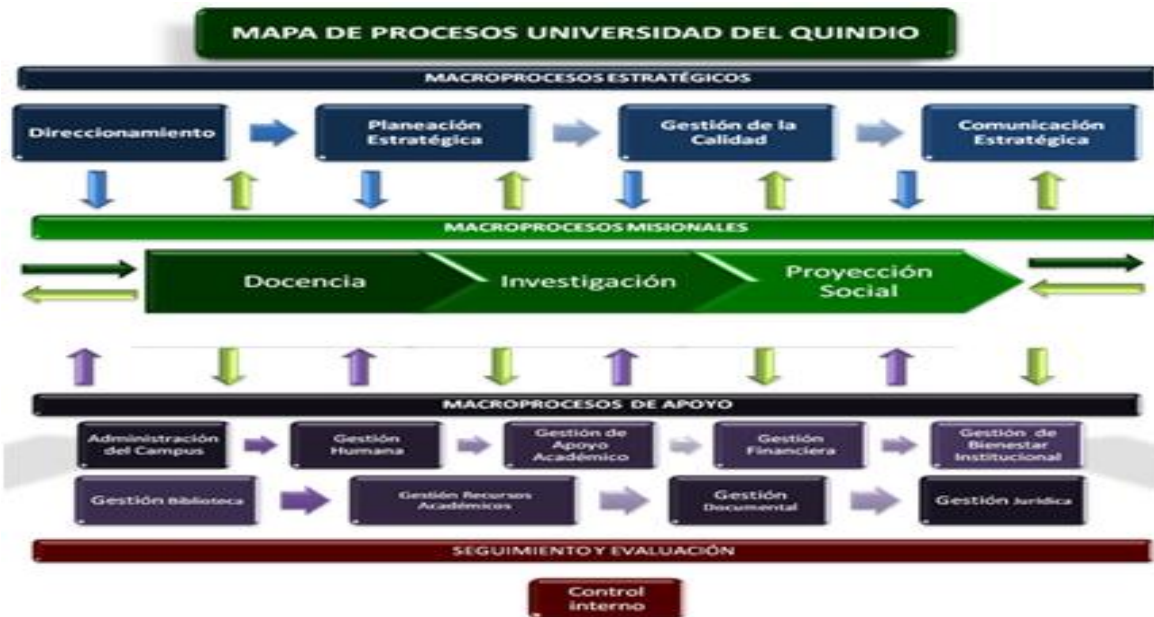 MAPA DE PROCESOS UNIVERSIDAD DEL QUINDIO
MACROPROCESOS ESTRATÉGICOS
Direccionamiento
Planeación
Estratégica
Gestión de la
Calidad
Comunicación
Estratégica
MACROPROCESOS MISIONALES
Docencia
Investigación
Proyección
Social
MACROPROCESOS DE APOYO
Administración
del Campus
Gestión
Humana
Gestión de
Apoyo
Académico
Gestión
Financiera
Gestión de
Bienestar
Institucional
Gestión Biblioteca
Gestión Recursos
Académicos
Gestión
Documental
Gestión Jurídica
SEGUIMIENTO Y EVALUACIÓN
Control
interno